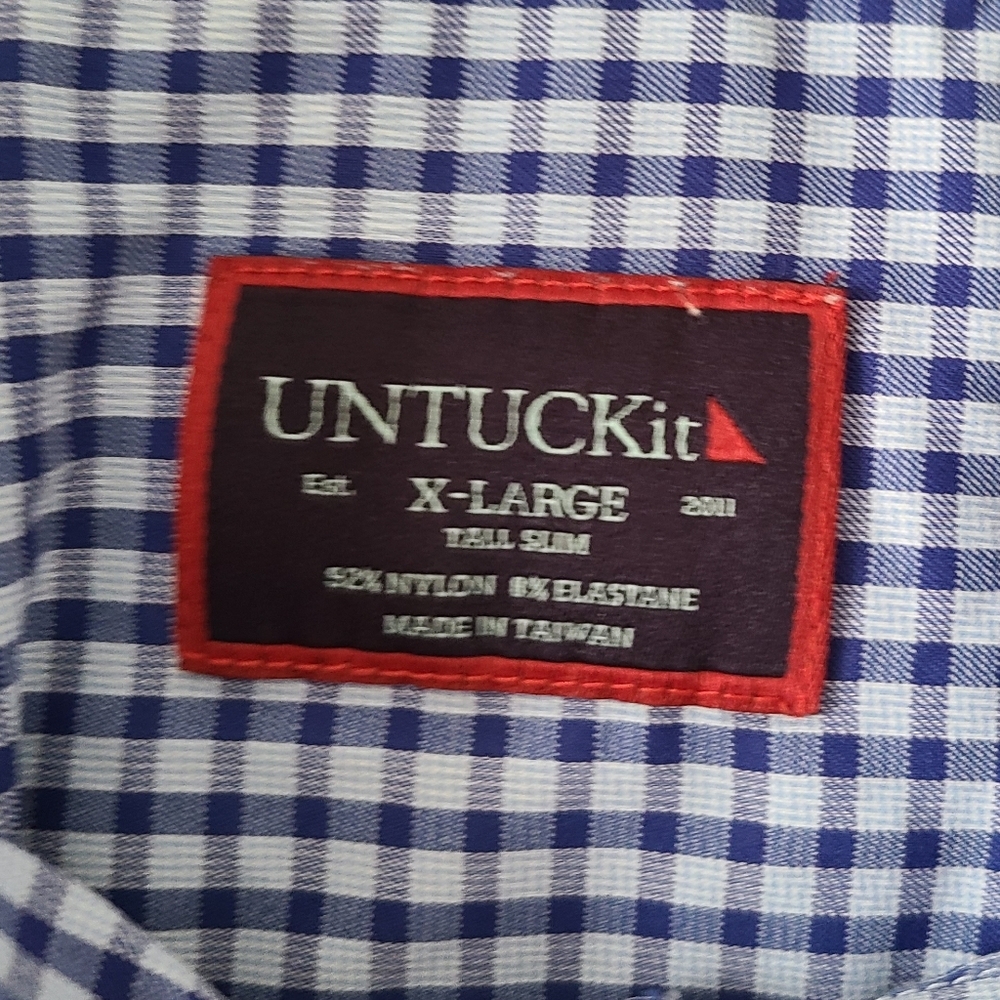 UNTUCKit
Est. X-LARGE 2011
TALL SLIM
92% NYLON 8% ELASTANE
MADE IN TAIWAN